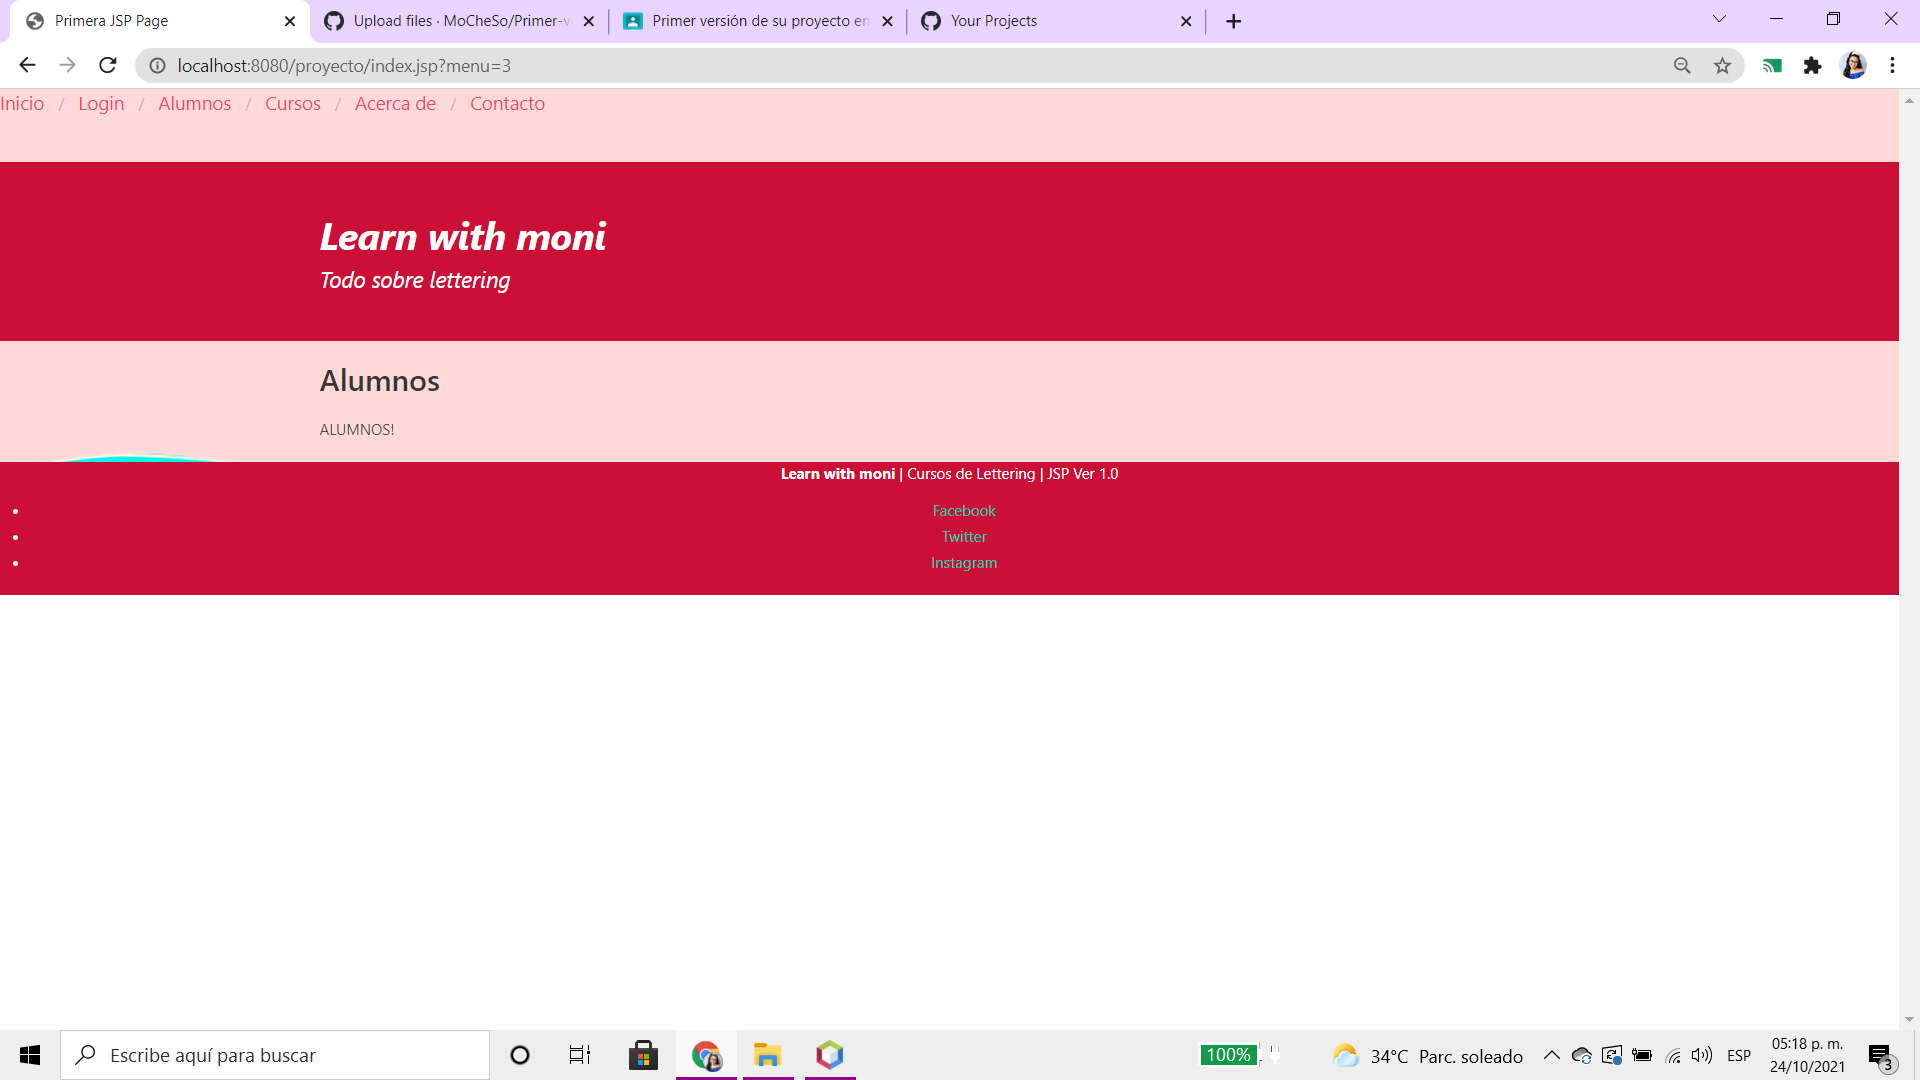 Primera JSP Page
Upload files · MoCheSo/Primer-v
Primer versión de su proyecto en
Your Projects
localhost:8080/proyecto/index.jsp?menu=3
Inicio / Login / Alumnos / Cursos / Acerca de / Contacto
Learn with moni
Todo sobre lettering
Alumnos
ALUMNOS!
Learn with moni | Cursos de Lettering | JSP Ver 1.0
• Facebook
• Twitter
• Instagram
Escribe aquí para buscar
100%
34°C Parc. soleado
ESP
05:18 p. m.
24/10/2021
3